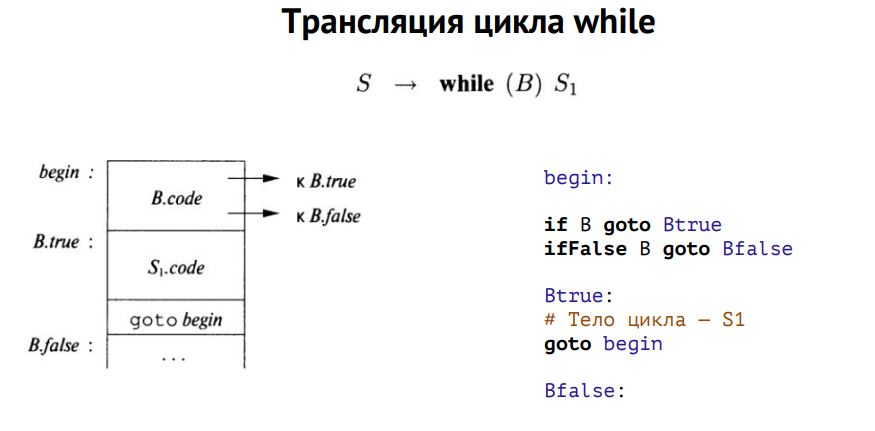 Трансляция цикла while
S → while (B) S₁
begin :
B.code
к B.true
к B.false
B.true :
S₁.code
goto begin
B.false :
...
begin:
if B goto Btrue
ifFalse B goto Bfalse
Btrue:
# Тело цикла — S1
goto begin
Bfalse: